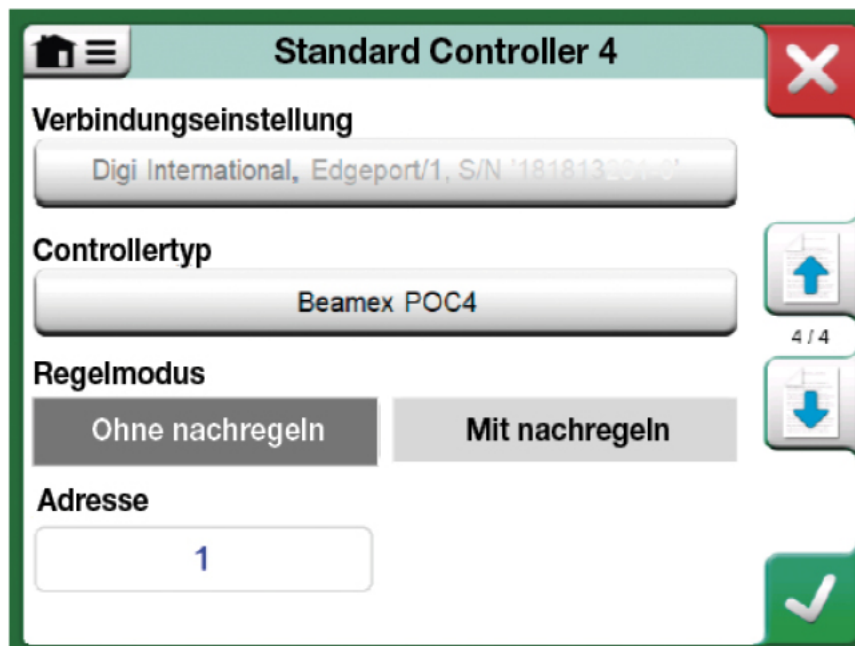 Standard Controller 4
Verbindungseinstellung
Digi International, Edgeport/1, S/N
Controllertyp
Beamex POC4
4 / 4
Regelmodus
Ohne nachregeln
Mit nachregeln
Adresse
1